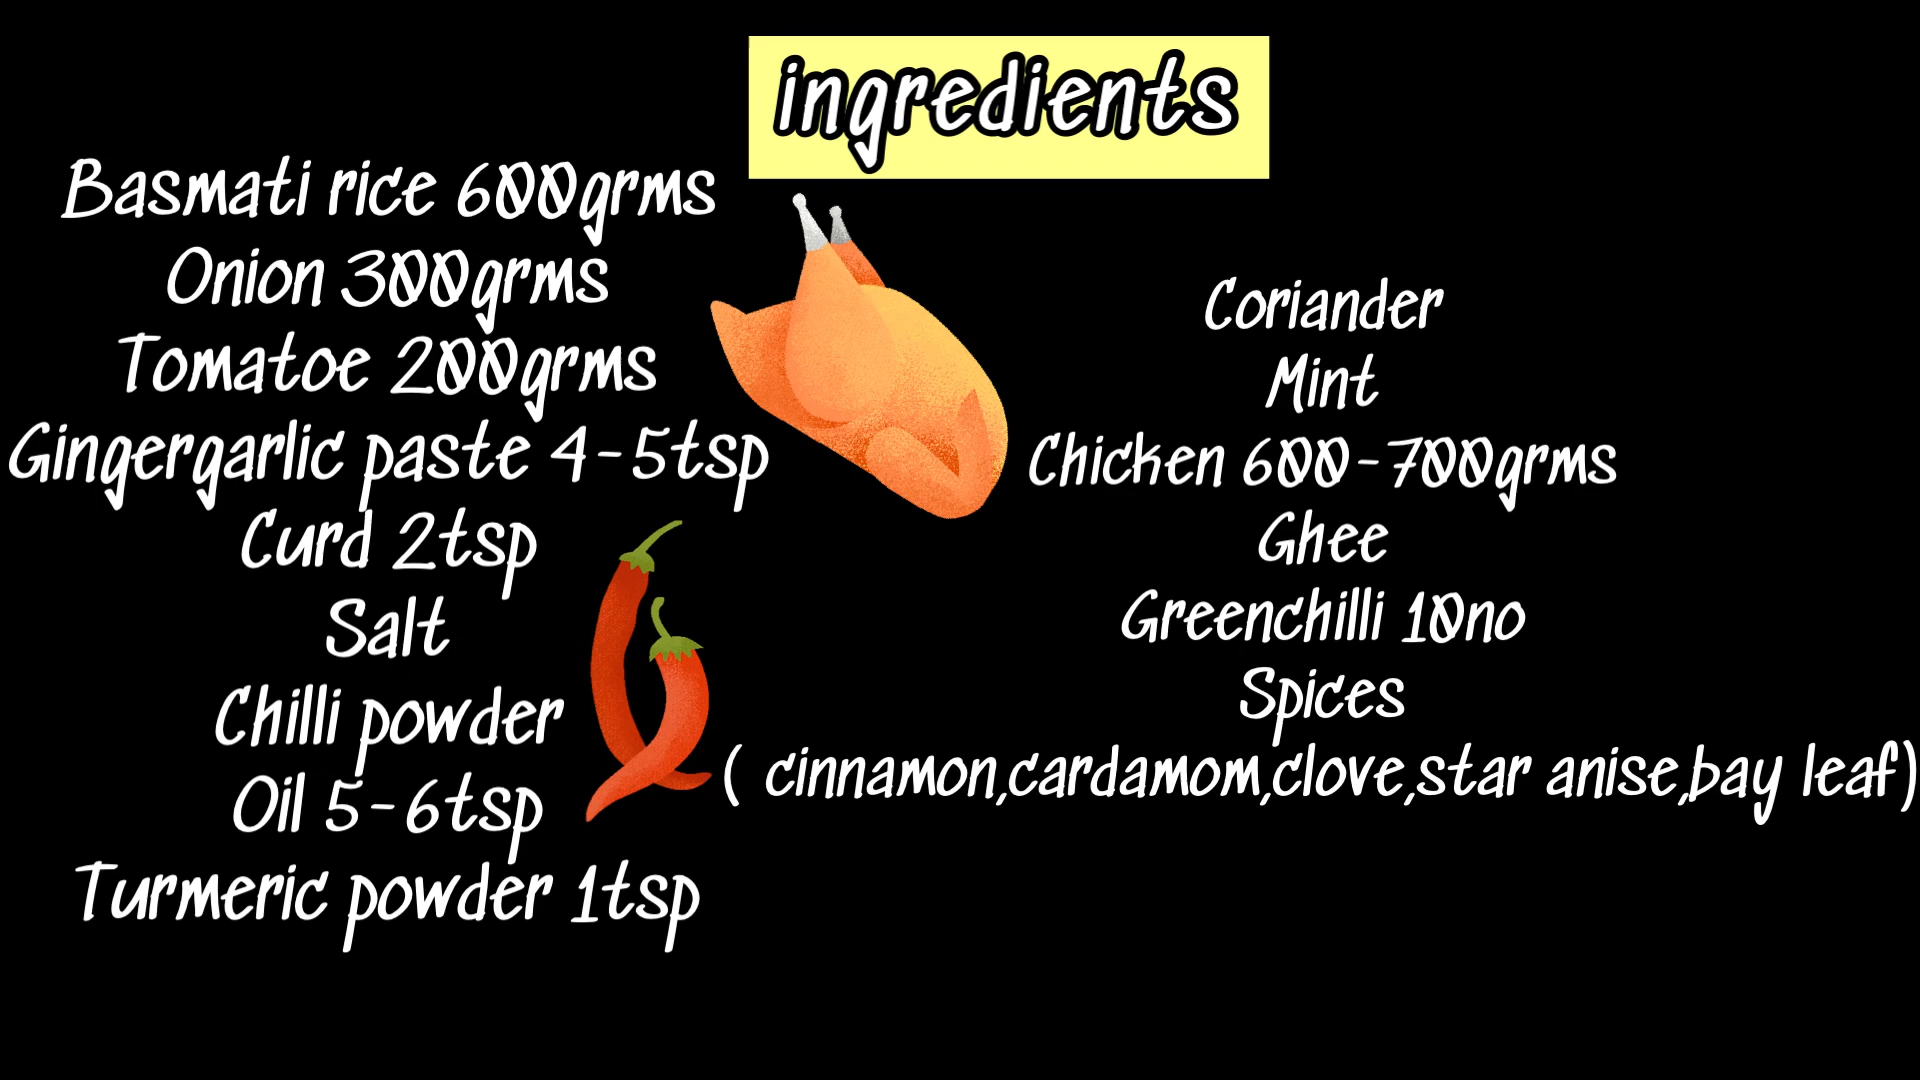 ingredients
Basmati rice 600grms
Onion 300grms
Tomatoe 200grms
Gingergarlic paste 4-5tsp
Curd 2tsp
Salt
Chilli powder
Oil 5-6tsp
Turmeric powder 1tsp
Coriander
Mint
Chicken 600-700grms
Ghee
Greenchilli 10no
Spices
( cinnamon,cardamom,clove,star anise,bay leaf)